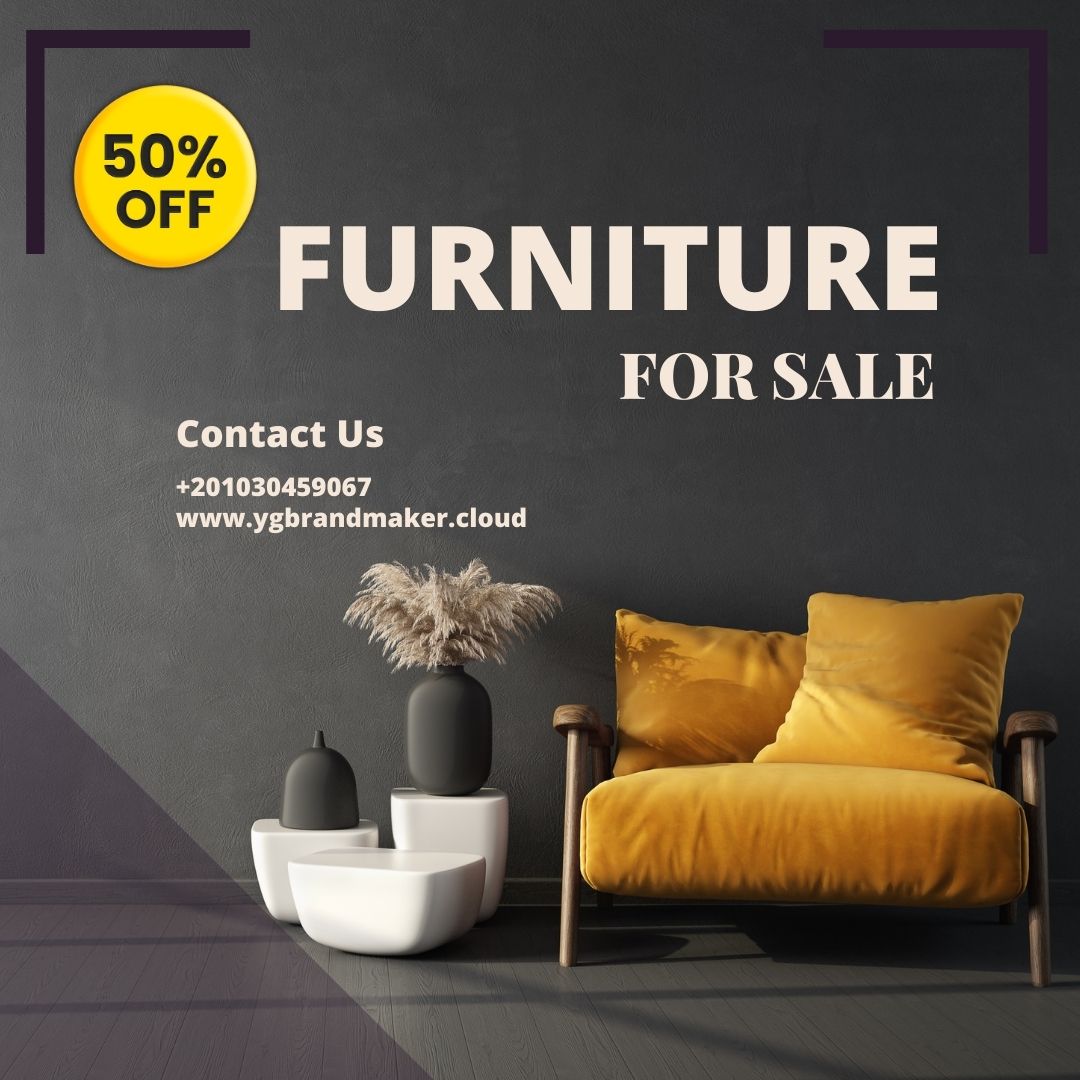 50%
OFF
FURNITURE
FOR SALE
Contact Us
+201030459067
www.ygbrandmaker.cloud